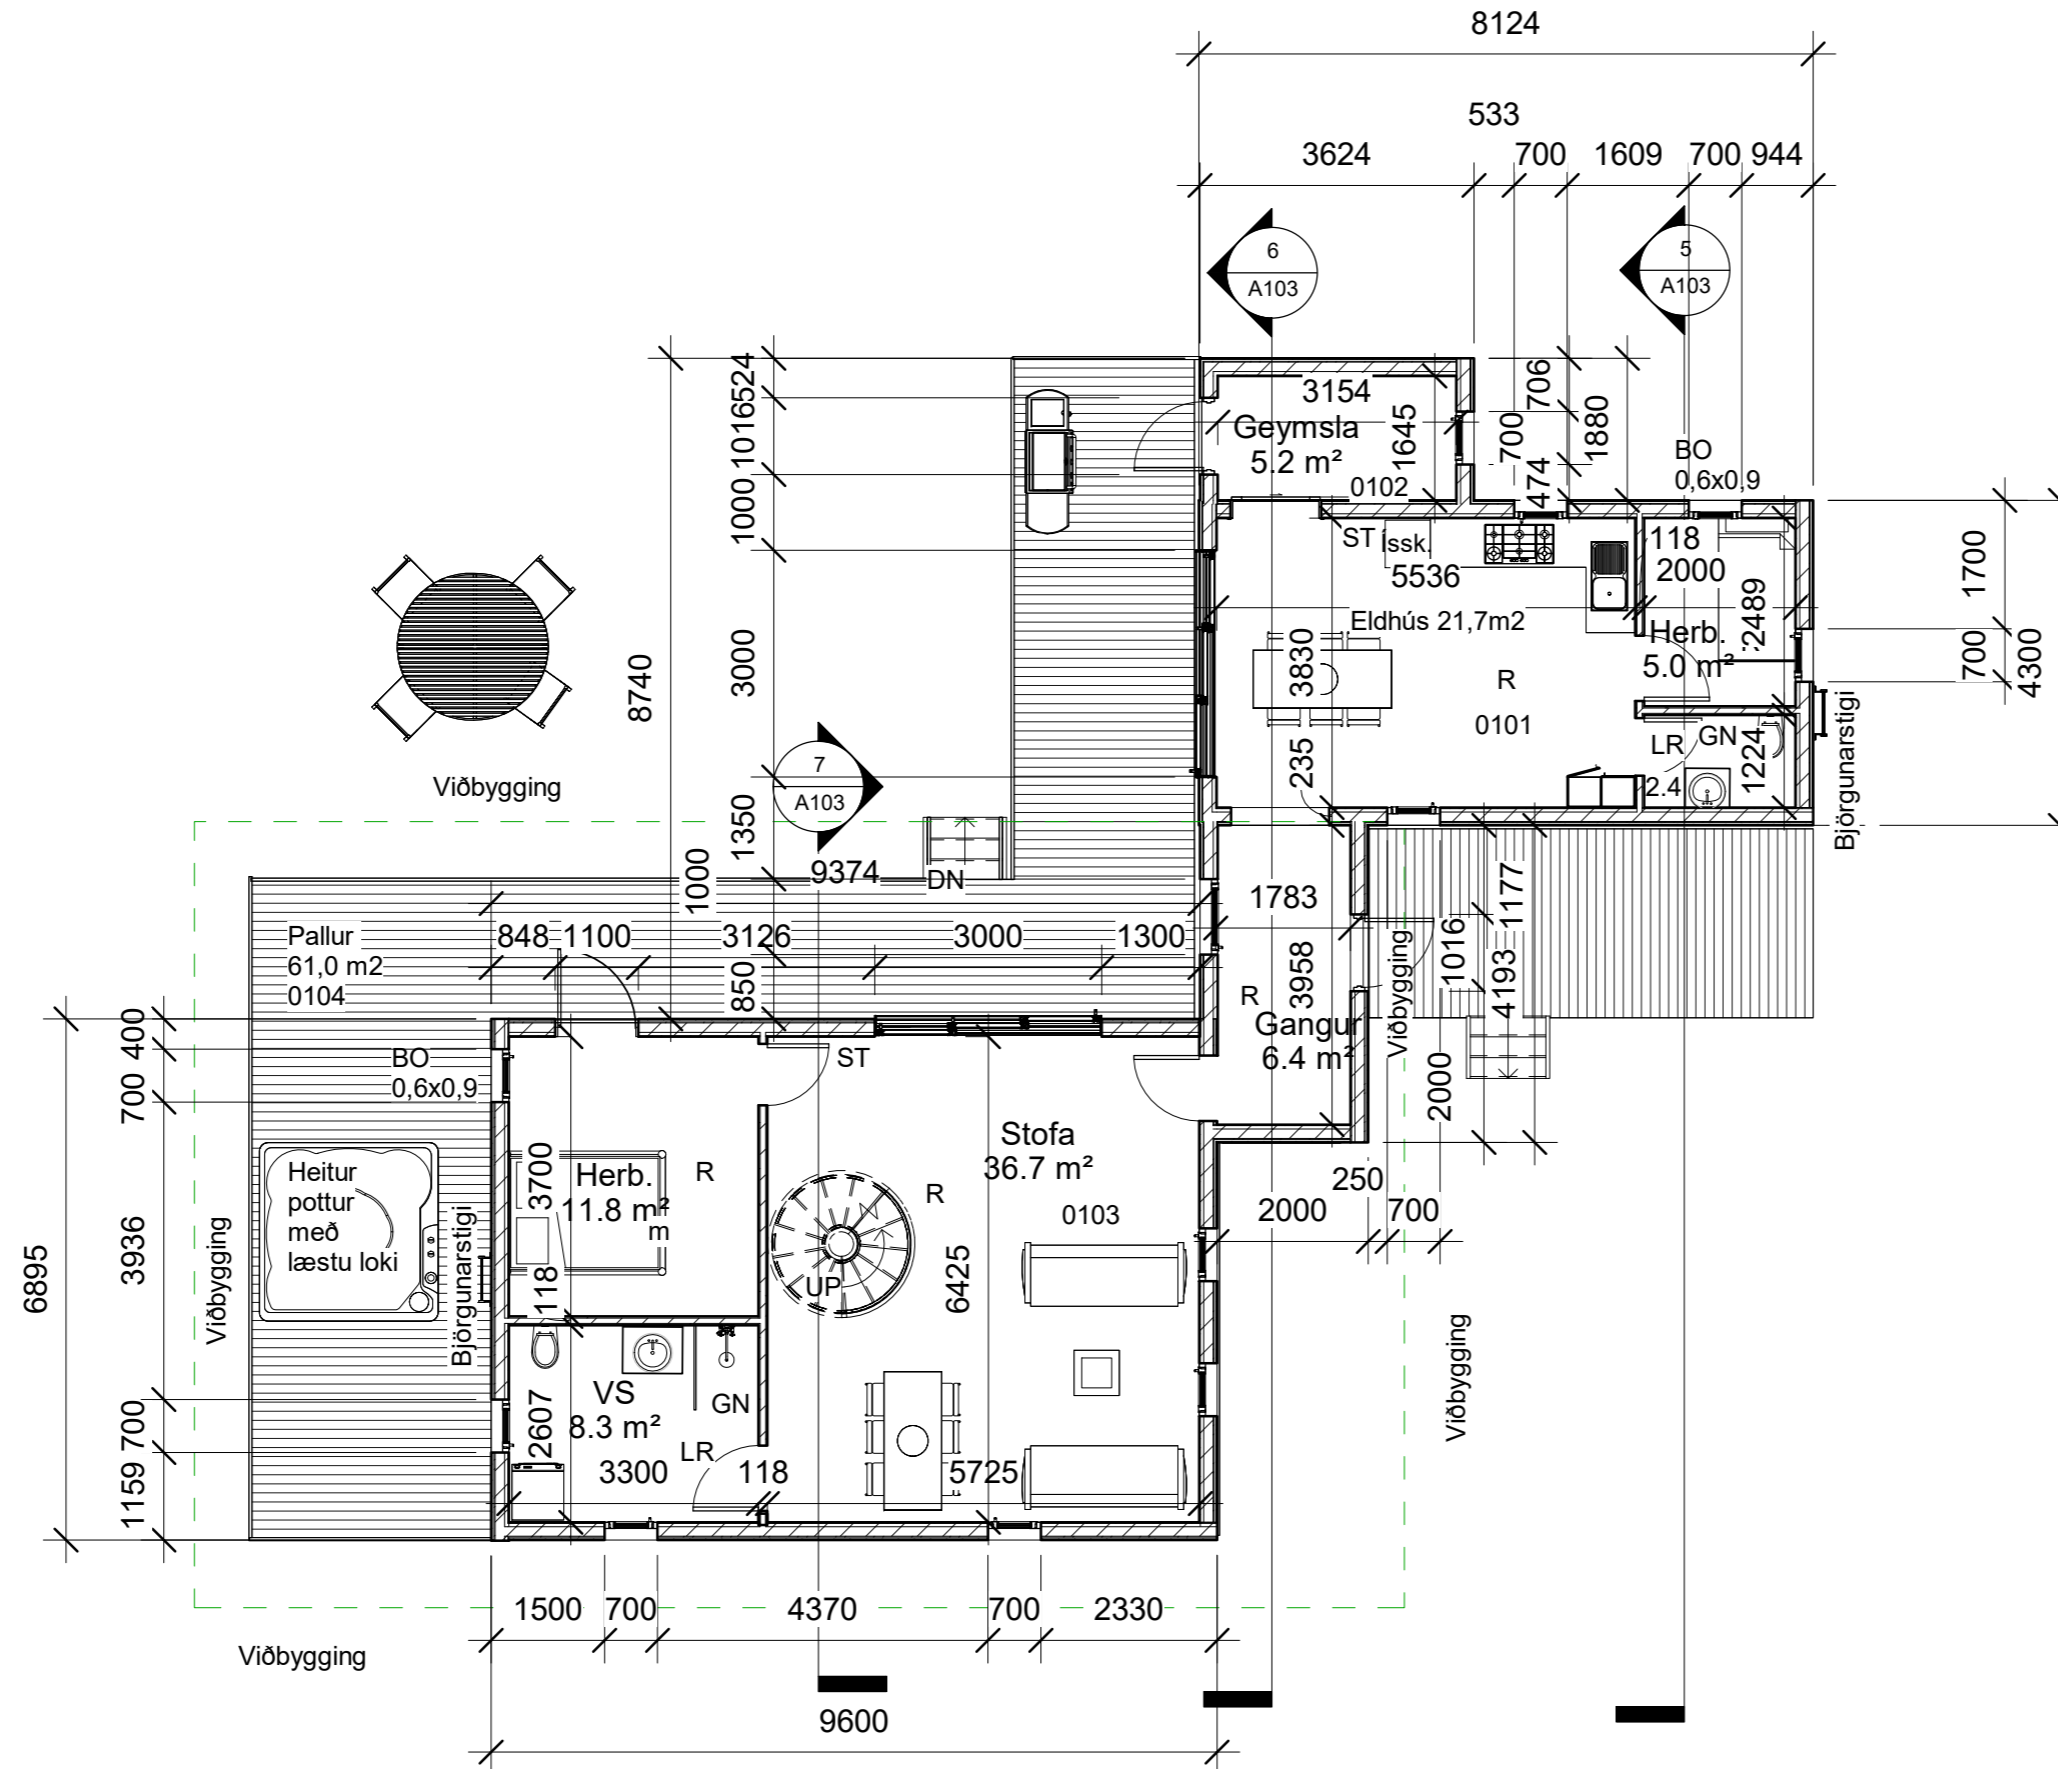 8124
533
3624
700
1609
700
944
6
A103
5
A103
524
1016
1000
3000
1350
8740
3154
Geymsla
5.2 m²
1645
0102
706
700
474
1880
BO
0,6x0,9
ST
Íssk.
5536
118
2000
2489
1700
700
4300
Eldhús 21,7m2
Herb.
5.0 m²
3830
R
0101
235
LR
GN
2.4
1224
Björgunarstigi
Viðbygging
7
A103
1000
9374
DN
1783
1177
1016
4193
Pallur
61,0 m2
0104
848
1100
3126
3000
1300
850
3958
R
Gangur
6.4 m²
Viðbygging
2000
400
700
3936
700
1159
6895
BO
0,6x0,9
ST
Stofa
36.7 m²
R
0103
Heitur
pottur
með
læstu loki
Viðbygging
Björgunarstigi
3700
Herb.
11.8 m²
m
R
118
UP
6425
250
2000
700
Viðbygging
VS
8.3 m²
GN
2607
LR
3300
118
5725
1500
700
4370
700
2330
Viðbygging
9600